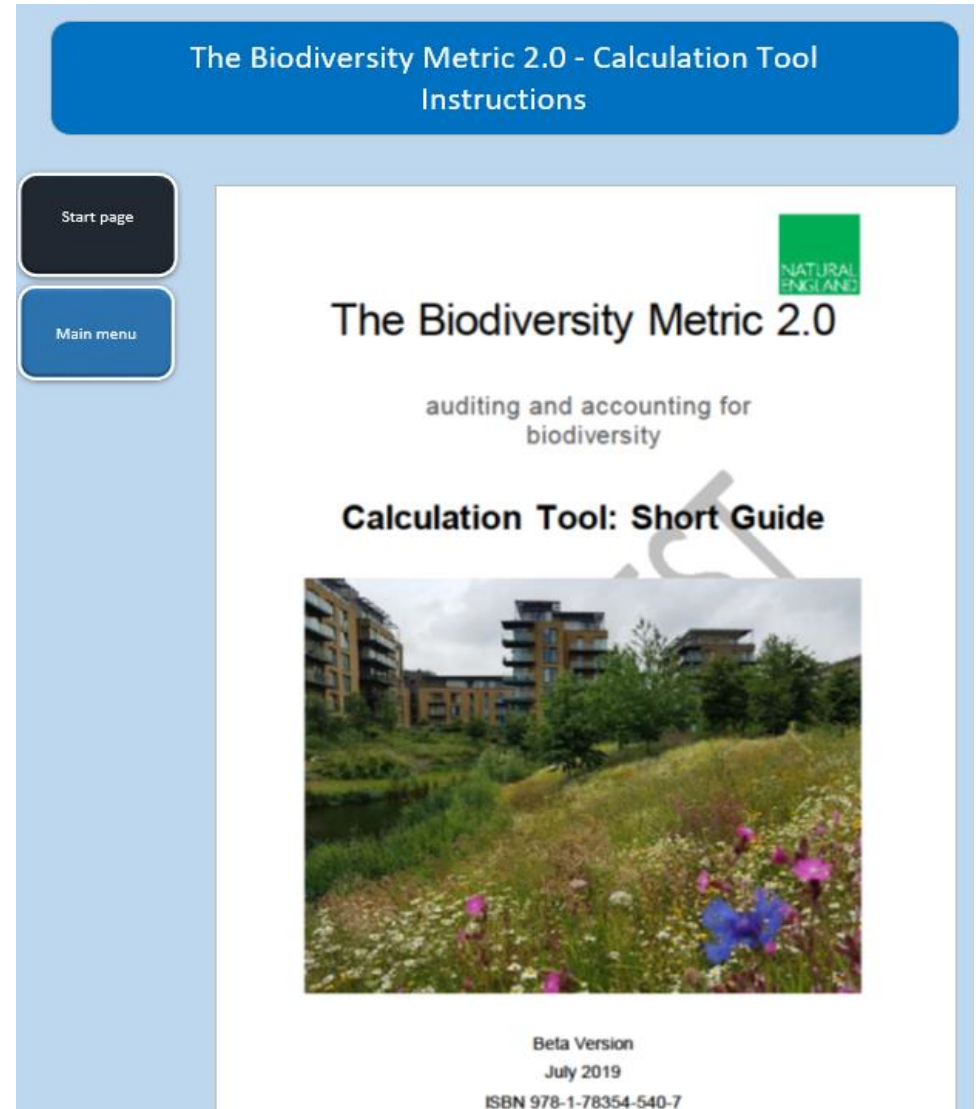 The Biodiversity Metric 2.0 - Calculation Tool
Instructions
Start page
Main menu
NATURAL
ENGLAND
The Biodiversity Metric 2.0
auditing and accounting for
biodiversity
Calculation Tool: Short Guide
Beta Version
July 2019
ISBN 978-1-78354-540-7